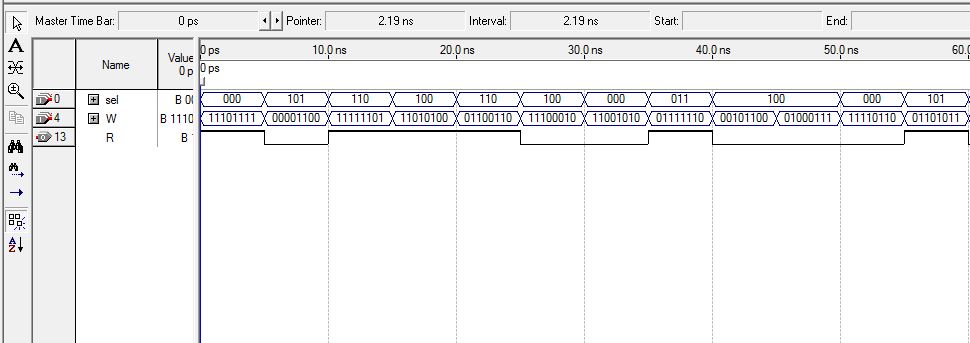 Master Time Bar: 0 ps Pointer: 2.19 ns Interval: 2.19 ns Start: End:
A
Name Value
0 p
0 ps 10.0 ns 20.0 ns 30.0 ns 40.0 ns 50.0 ns 60.0
0 ps
0 sel B 00 000 101 110 100 110 100 000 011 100 000 101
4 W B 1110 11101111 00001100 11111101 11010100 01100110 11100010 11001010 01111110 00101100 01000111 11110110 01101011
13 R B
A
Z